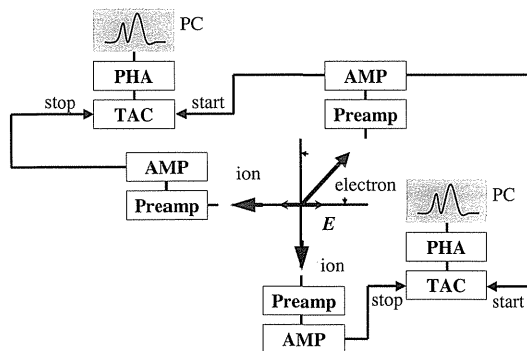 PC
PHA
AMP
stop
TAC
start
Preamp
AMP
ion
electron
Preamp
E
PC
ion
PHA
Preamp
stop
TAC
start
AMP